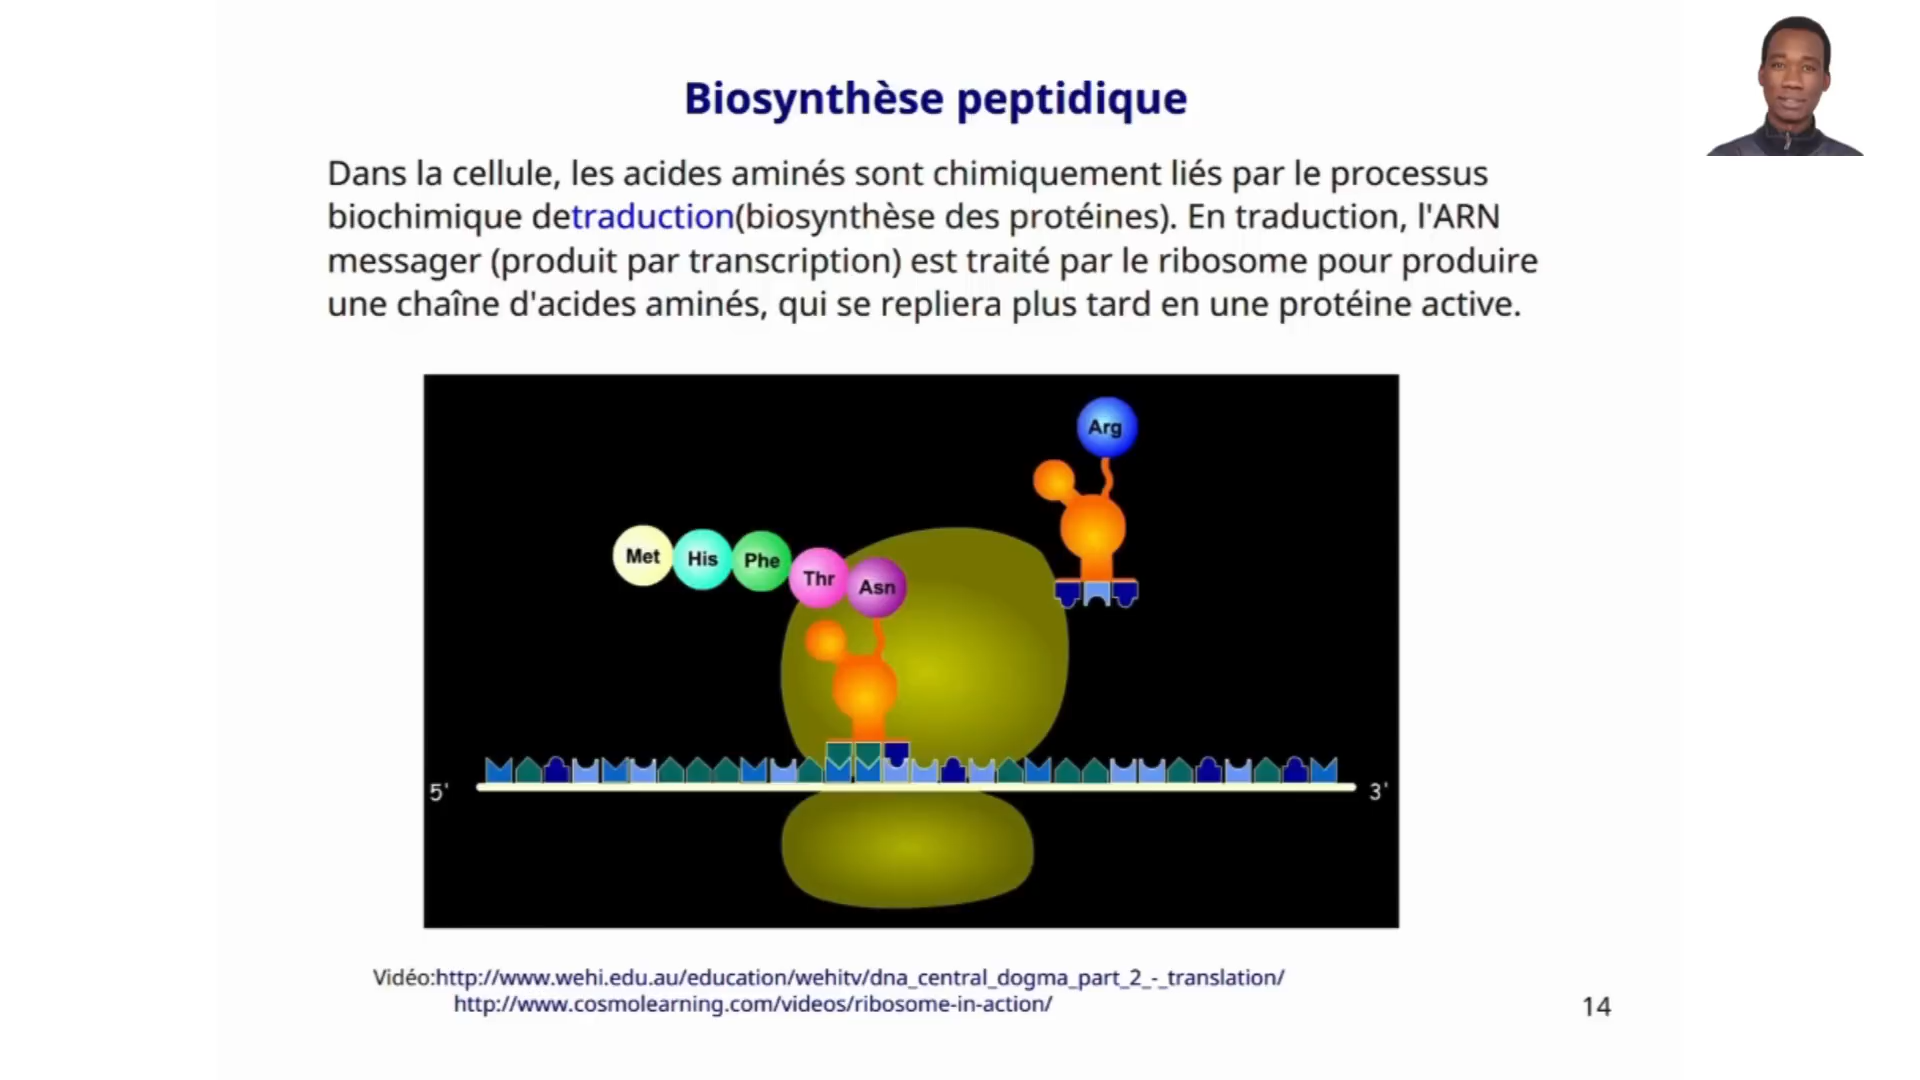 Biosynthèse peptidique
Dans la cellule, les acides aminés sont chimiquement liés par le processus
biochimique detraduction(biosynthèse des protéines). En traduction, l'ARN
messager (produit par transcription) est traité par le ribosome pour produire
une chaîne d'acides aminés, qui se repliera plus tard en une protéine active.
Arg
Met His Phe Thr Asn
5' 3'
Vidéo:http://www.wehi.edu.au/education/wehitv/dna_central_dogma_part_2_-_translation/
http://www.cosmolearning.com/videos/ribosome-in-action/
14